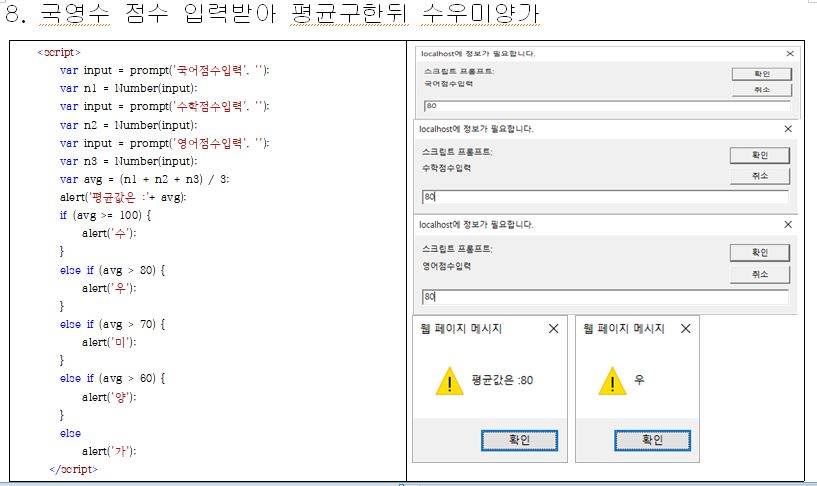 8. 국영수 점수 입력받아 평균구한뒤 수우미양가
<script>
var input = prompt('국어점수입력', '');
var n1 = Number(input);
var input = prompt('수학점수입력', '');
var n2 = Number(input);
var input = prompt('영어점수입력', '');
var n3 = Number(input);
var avg = (n1 + n2 + n3) / 3;
alert('평균값은 :'+ avg);
if (avg >= 100) {
alert('수');
}
else if (avg > 80) {
alert('우');
}
else if (avg > 70) {
alert('미');
}
else if (avg > 60) {
alert('양');
}
else
alert('가');
</script>
localhost에 정보가 필요합니다.
스크립트 프롬프트:
확인
국어점수입력
취소
80
localhost에 정보가 필요합니다.
스크립트 프롬프트:
확인
수학점수입력
취소
80
localhost에 정보가 필요합니다.
스크립트 프롬프트:
확인
영어점수입력
취소
80
웹 페이지 메시지
평균값은 :80
확인
웹 페이지 메시지
우
확인